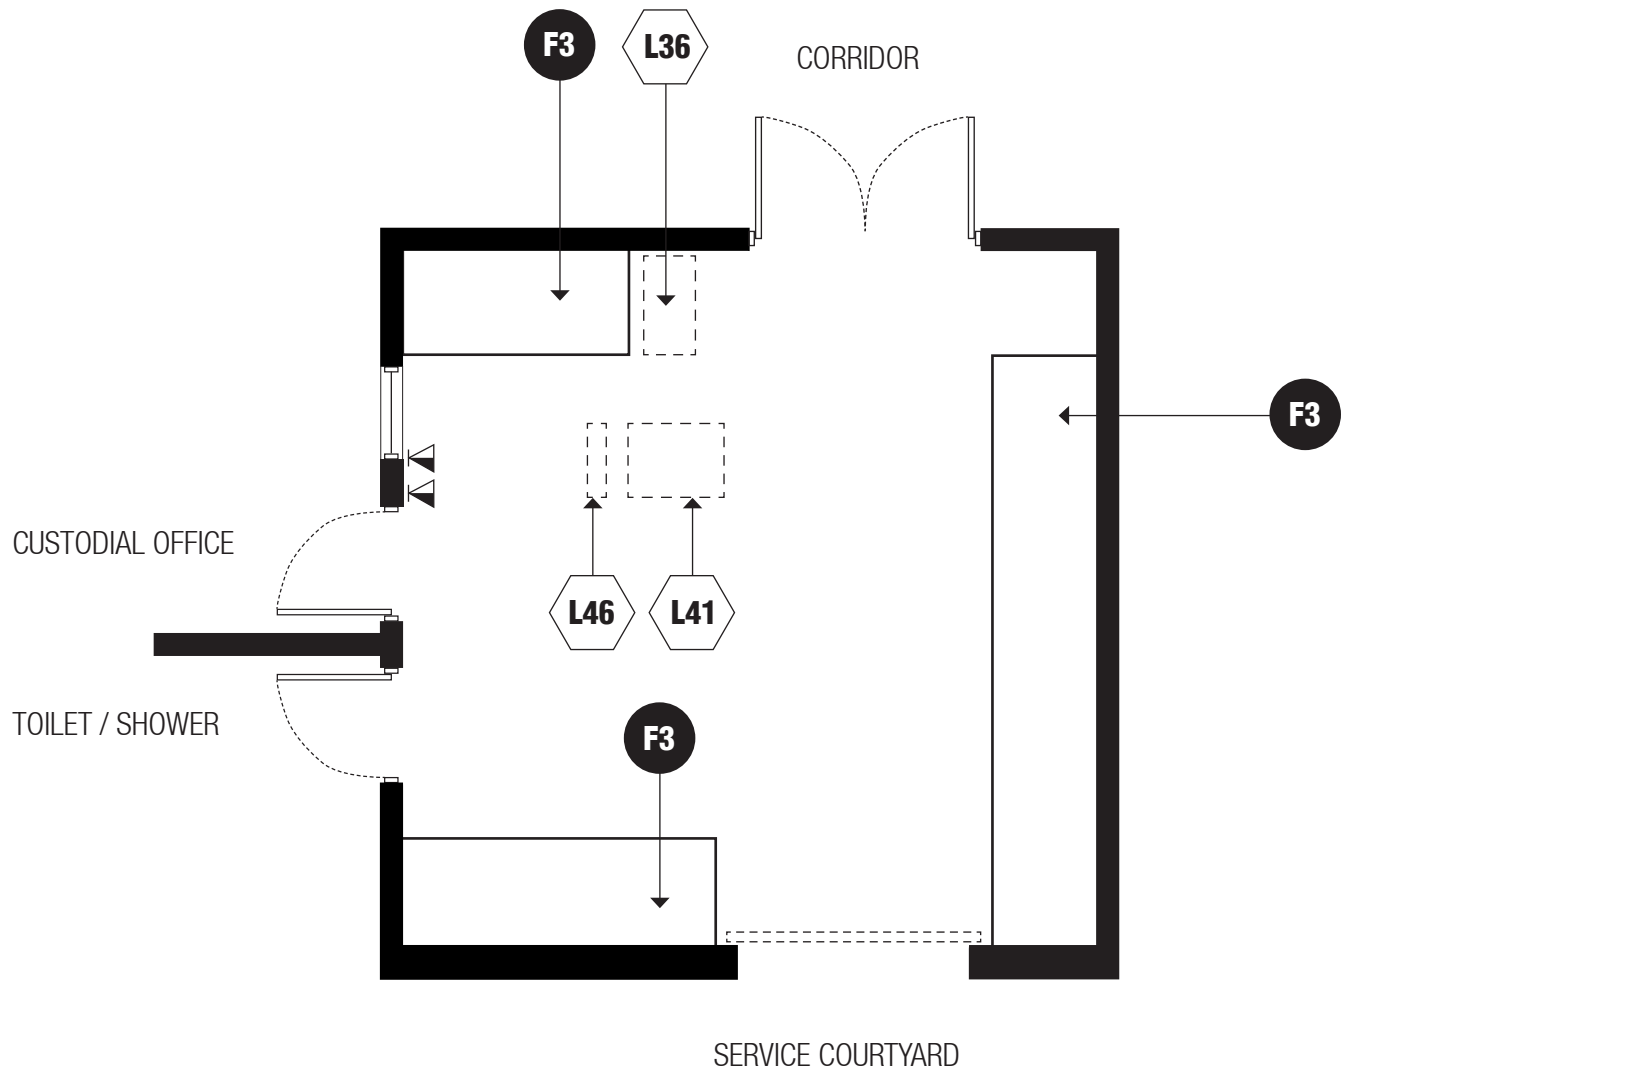 F3
L36
CORRIDOR
F3
CUSTODIAL OFFICE
L46
L41
TOILET / SHOWER
F3
SERVICE COURTYARD